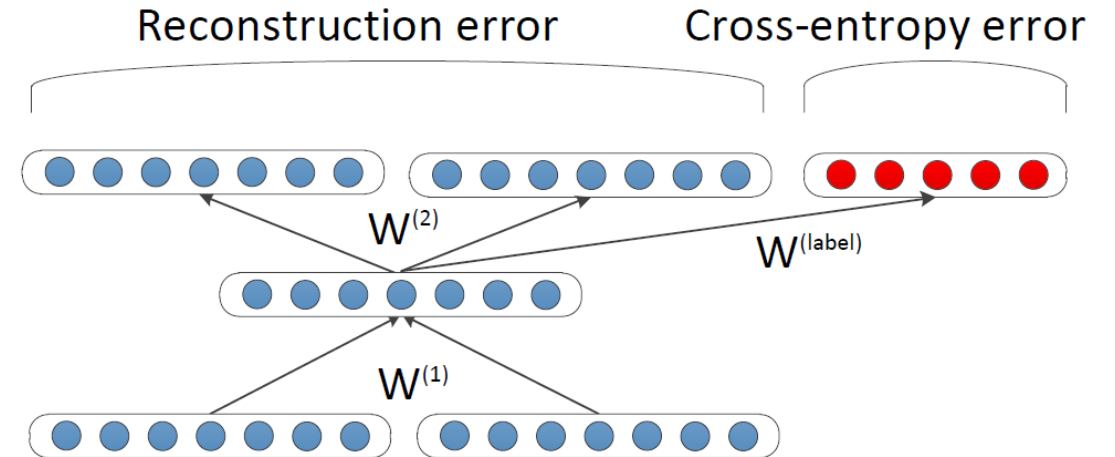 Reconstruction error
Cross-entropy error
W(2)
W(label)
W(1)